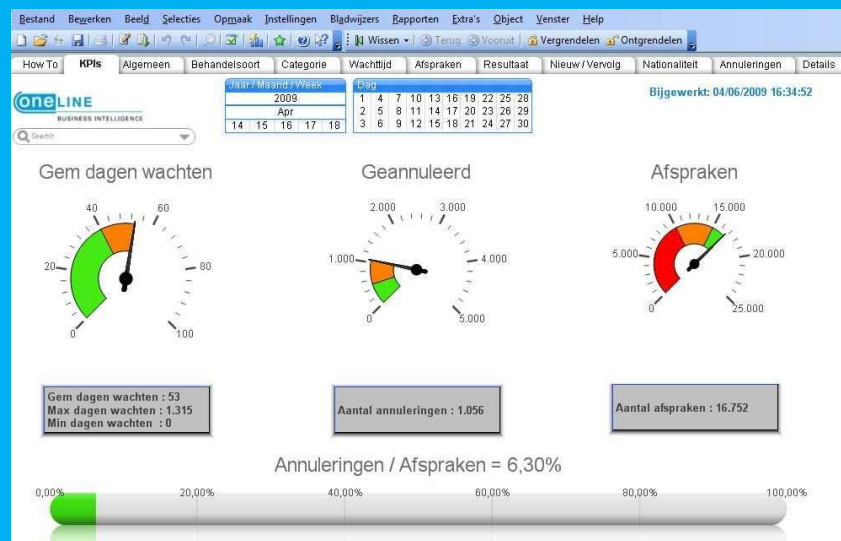 Bestand Bewerken Beeld Selecties Opmaak Instellingen Bladwijzers Rapporten Extra's Object Venster Help
Wissen Terug Vooruit Vergrendelen Ontgrendelen
How To KPIs Algemeen Behandelsoort Categorie Wachttijd Afspraken Resultaat Nieuw / Vervolg Nationaliteit Annuleringen Details
oneLINE
BUSINESS INTELLIGENCE
Search
Jaar / Maand / Week
2009
Apr
14 15 16 17 18
Dag
1 4 7 10 13 16 19 22 25 28
2 5 8 11 14 17 20 23 26 29
3 6 9 12 15 18 21 24 27 30
Bijgewerkt: 04/06/2009 16:34:52
Gem dagen wachten
0 20 40 60 80 100
Gem dagen wachten : 53
Max dagen wachten : 1.315
Min dagen wachten : 0
Geannuleerd
0 1.000 2.000 3.000 4.000 5.000
Aantal annuleringen : 1.056
Afspraken
0 5.000 10.000 15.000 20.000 25.000
Aantal afspraken : 16.752
Annuleringen / Afspraken = 6,30%
0,00% 20,00% 40,00% 60,00% 80,00% 100,00%